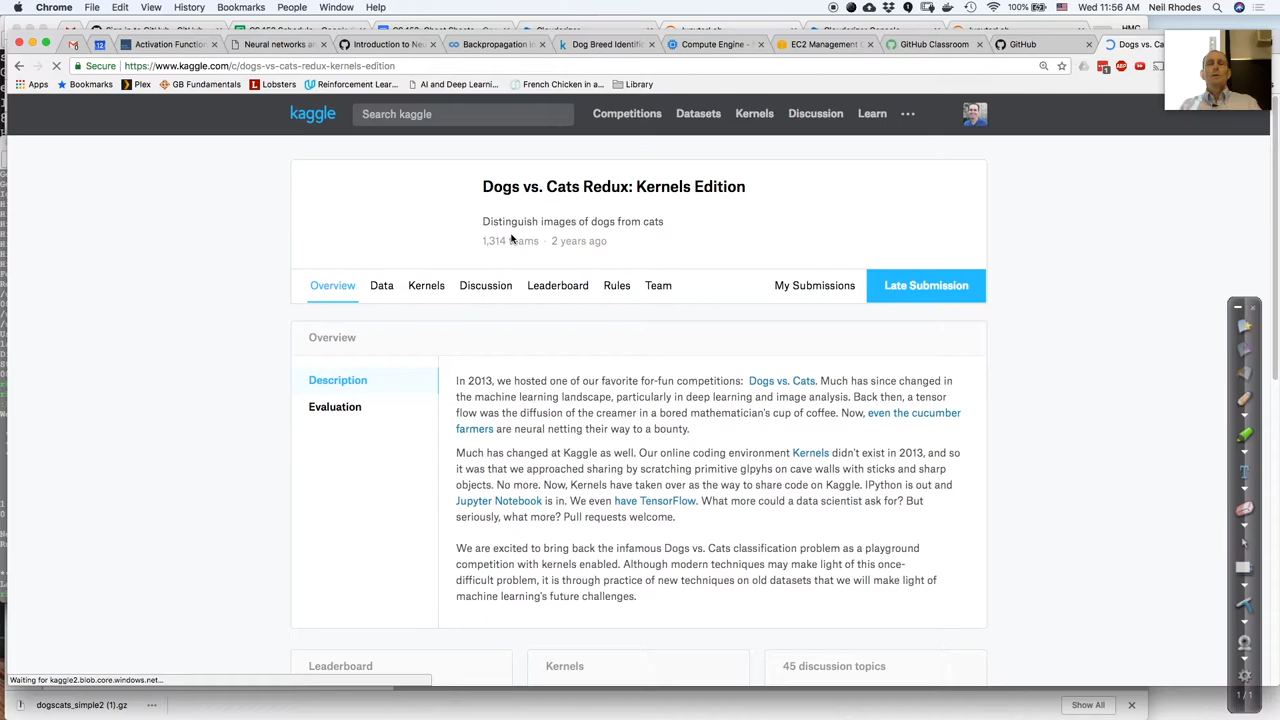 Chrome File Edit View History Bookmarks People Window Help 100% Wed 11:56 AM Neil Rhodes
Activation Function Neural networks an Introduction to Neu Backpropagation Dog Breed Identific Compute Engine - EC2 Management GitHub Classroom GitHub Dogs vs. Ca
Secure https://www.kaggle.com/c/dogs-vs-cats-redux-kernels-edition
Apps Bookmarks Plex GB Fundamentals Lobsters Reinforcement Lear... AI and Deep Learni... French Chicken in a... Library
kaggle Search kaggle Competitions Datasets Kernels Discussion Learn
Dogs vs. Cats Redux: Kernels Edition
Distinguish images of dogs from cats
1,314 teams · 2 years ago
Overview Data Kernels Discussion Leaderboard Rules Team My Submissions Late Submission
Overview
Description
Evaluation
In 2013, we hosted one of our favorite for-fun competitions: Dogs vs. Cats. Much has since changed in
the machine learning landscape, particularly in deep learning and image analysis. Back then, a tensor
flow was the diffusion of the creamer in a bored mathematician's cup of coffee. Now, even the cucumber
farmers are neural netting their way to a bounty.
Much has changed at Kaggle as well. Our online coding environment Kernels didn't exist in 2013, and so
it was that we approached sharing by scratching primitive glpyhs on cave walls with sticks and sharp
objects. No more. Now, Kernels have taken over as the way to share code on Kaggle. IPython is out and
Jupyter Notebook is in. We even have TensorFlow. What more could a data scientist ask for? But
seriously, what more? Pull requests welcome.
We are excited to bring back the infamous Dogs vs. Cats classification problem as a playground
competition with kernels enabled. Although modern techniques may make light of this once-
difficult problem, it is through practice of new techniques on old datasets that we will make light of
machine learning's future challenges.
Leaderboard Kernels 45 discussion topics
Waiting for kaggle2.blob.core.windows.net...
1 / 1
dogscats_simple2 (1).gz Show All